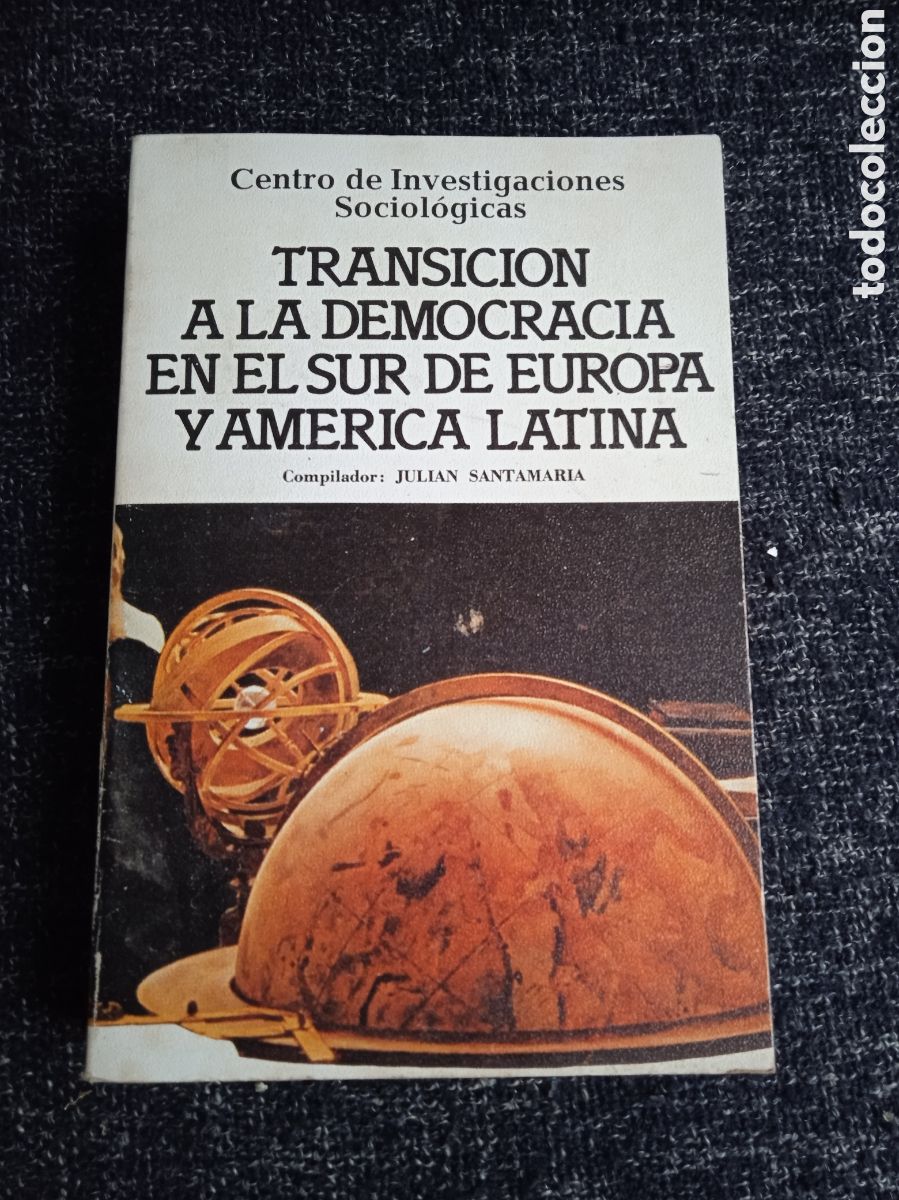 Centro de Investigaciones
Sociológicas
TRANSICION
A LA DEMOCRACIA
EN EL SUR DE EUROPA
Y AMERICA LATINA
Compilador: JULIAN SANTAMARIA
todocoleccion